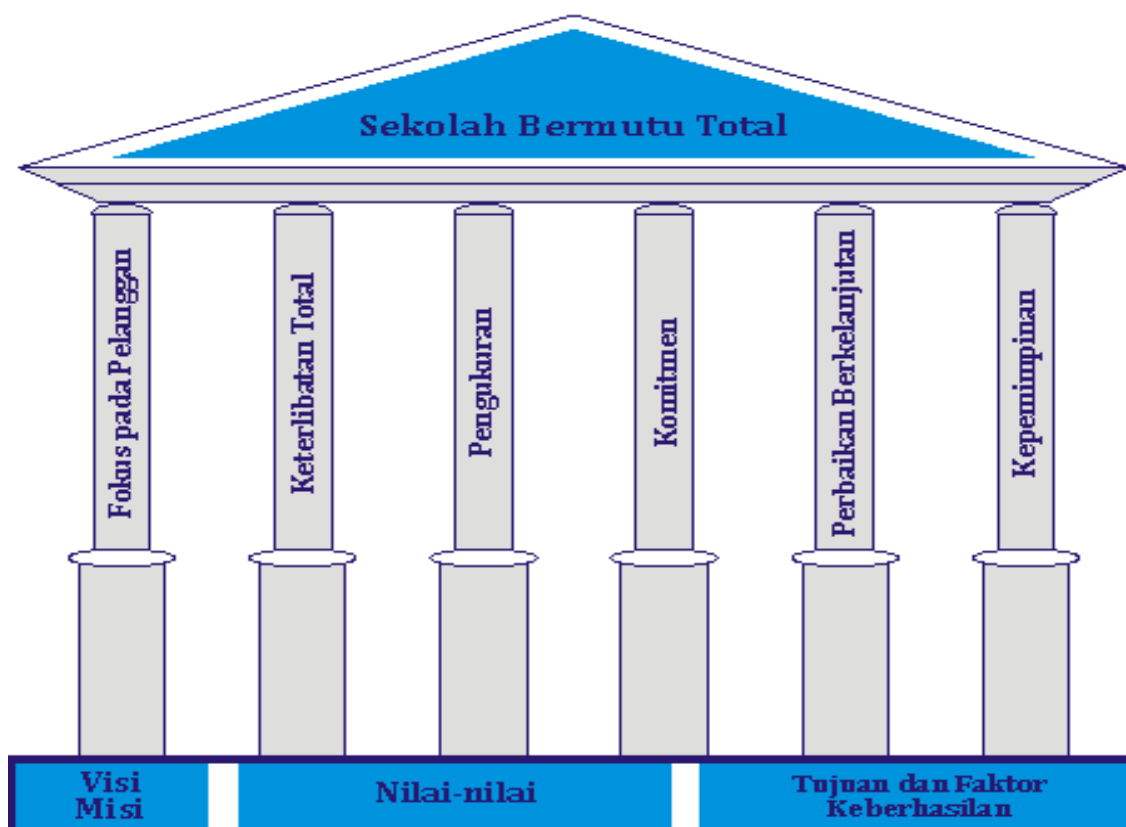 Sekolah Bermutu Total
Fokus pada Pelanggan
Keterlibatan Total
Pengukuran
Komitmen
Perbaikan Berkelanjutan
Kepemimpinan
Visi
Misi
Nilai-nilai
Tujuan dan Faktor
Keberhasilan